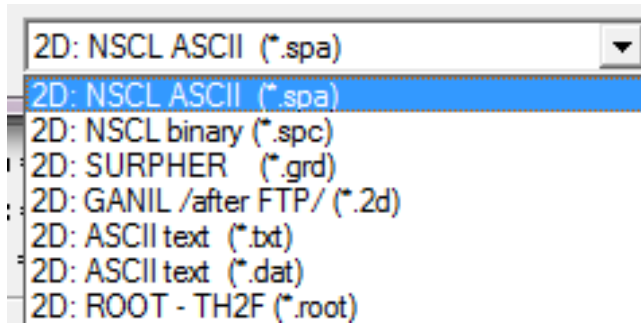 2D: NSCL ASCII (*.spa)
2D: NSCL ASCII (*.spa)
2D: NSCL binary (*.spc)
2D: SURPHER (*.grd)
2D: GANIL /after FTP/ (*.2d)
2D: ASCII text (*.txt)
2D: ASCII text (*.dat)
2D: ROOT - TH2F (*.root)